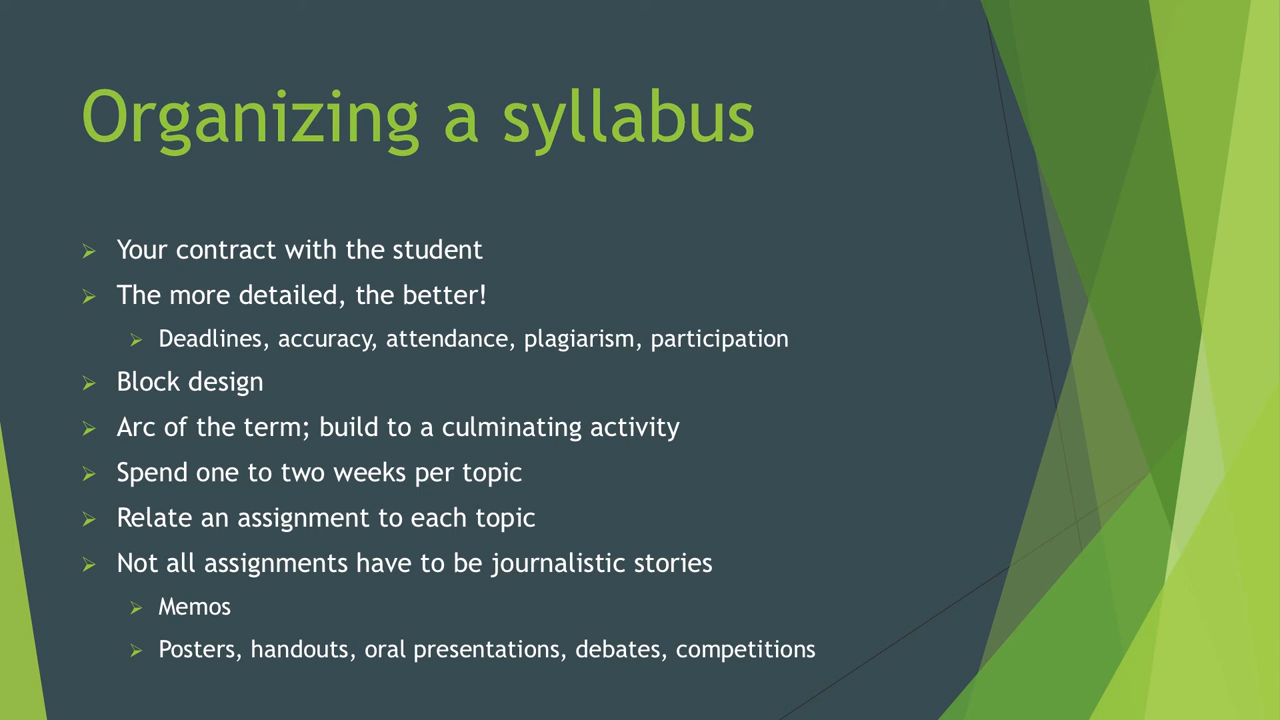 Organizing a syllabus
Your contract with the student
The more detailed, the better!
Deadlines, accuracy, attendance, plagiarism, participation
Block design
Arc of the term; build to a culminating activity
Spend one to two weeks per topic
Relate an assignment to each topic
Not all assignments have to be journalistic stories
Memos
Posters, handouts, oral presentations, debates, competitions